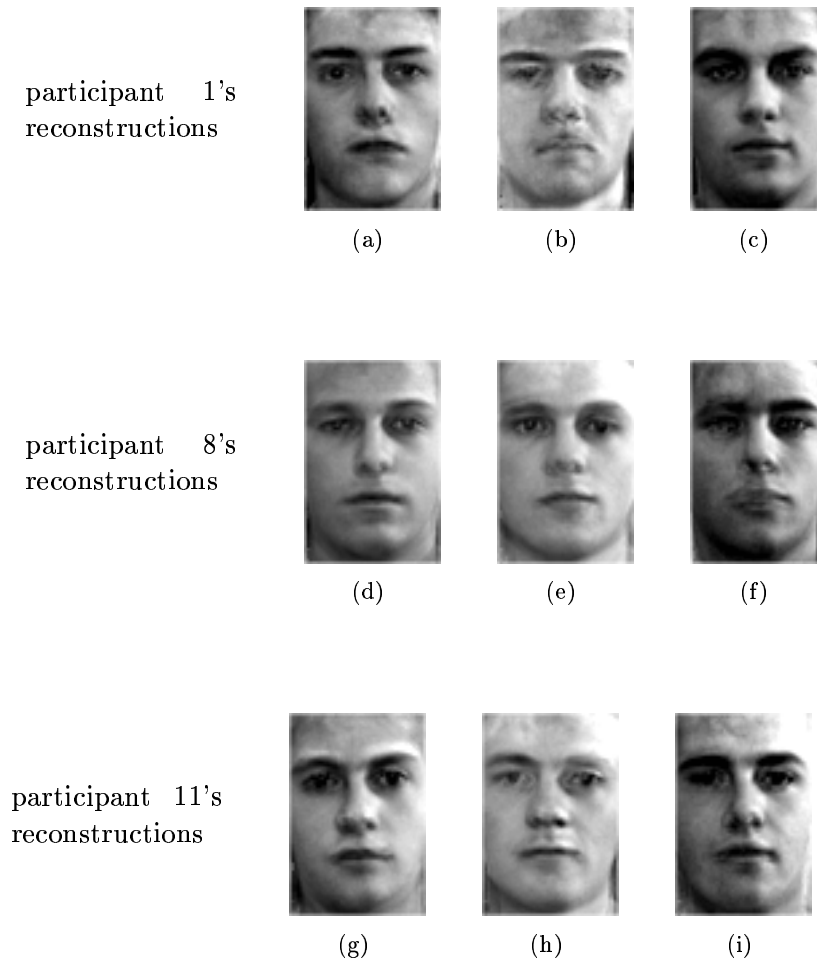 participant 1's
reconstructions
(a) (b) (c)
participant 8's
reconstructions
(d) (e) (f)
participant 11's
reconstructions
(g) (h) (i)